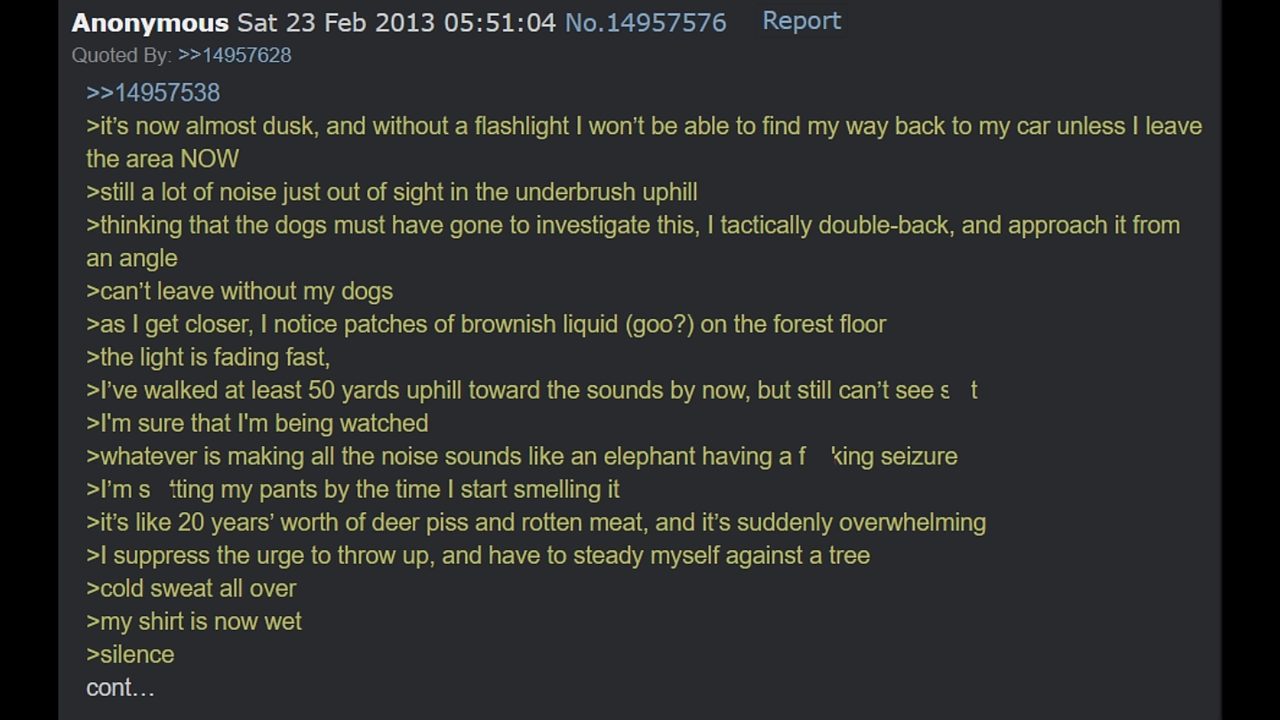 Anonymous Sat 23 Feb 2013 05:51:04 No.14957576 Report
Quoted By: >>14957628
>>14957538
>it’s now almost dusk, and without a flashlight I won’t be able to find my way back to my car unless I leave
the area NOW
>still a lot of noise just out of sight in the underbrush uphill
>thinking that the dogs must have gone to investigate this, I tactically double-back, and approach it from
an angle
>can’t leave without my dogs
>as I get closer, I notice patches of brownish liquid (goo?) on the forest floor
>the light is fading fast,
>I’ve walked at least 50 yards uphill toward the sounds by now, but still can’t see s t
>I'm sure that I'm being watched
>whatever is making all the noise sounds like an elephant having a f king seizure
>I’m s tting my pants by the time I start smelling it
>it’s like 20 years’ worth of deer piss and rotten meat, and it’s suddenly overwhelming
>I suppress the urge to throw up, and have to steady myself against a tree
>cold sweat all over
>my shirt is now wet
>silence
cont…